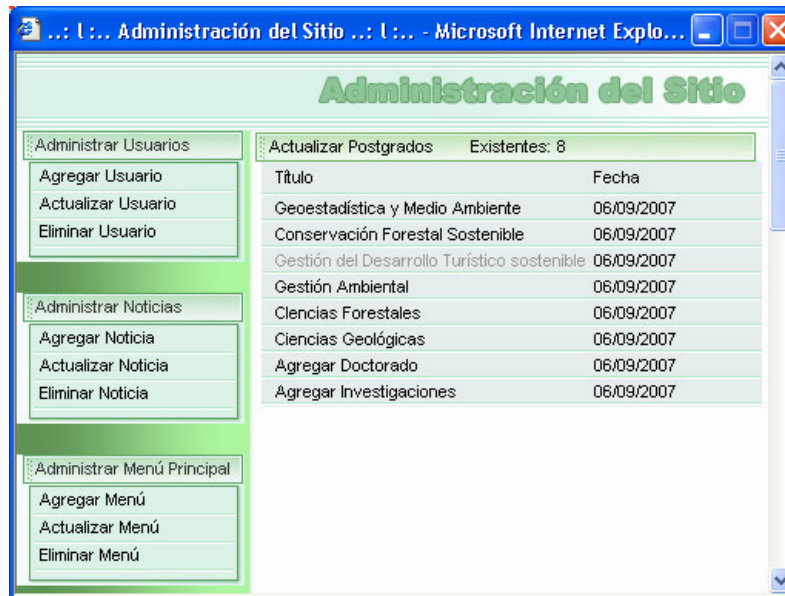 ..: l :.. Administración del Sitio ..: l :.. - Microsoft Internet Explo...
Administración del Sitio
Administrar Usuarios
Agregar Usuario
Actualizar Usuario
Eliminar Usuario
Administrar Noticias
Agregar Noticia
Actualizar Noticia
Eliminar Noticia
Administrar Menú Principal
Agregar Menú
Actualizar Menú
Eliminar Menú
Actualizar Postgrados Existentes: 8
Título Fecha
Geoestadística y Medio Ambiente 06/09/2007
Conservación Forestal Sostenible 06/09/2007
Gestión del Desarrollo Turístico sostenible 06/09/2007
Gestión Ambiental 06/09/2007
CIencias Forestales 06/09/2007
Ciencias Geológicas 06/09/2007
Agregar Doctorado 06/09/2007
Agregar Investigaciones 06/09/2007